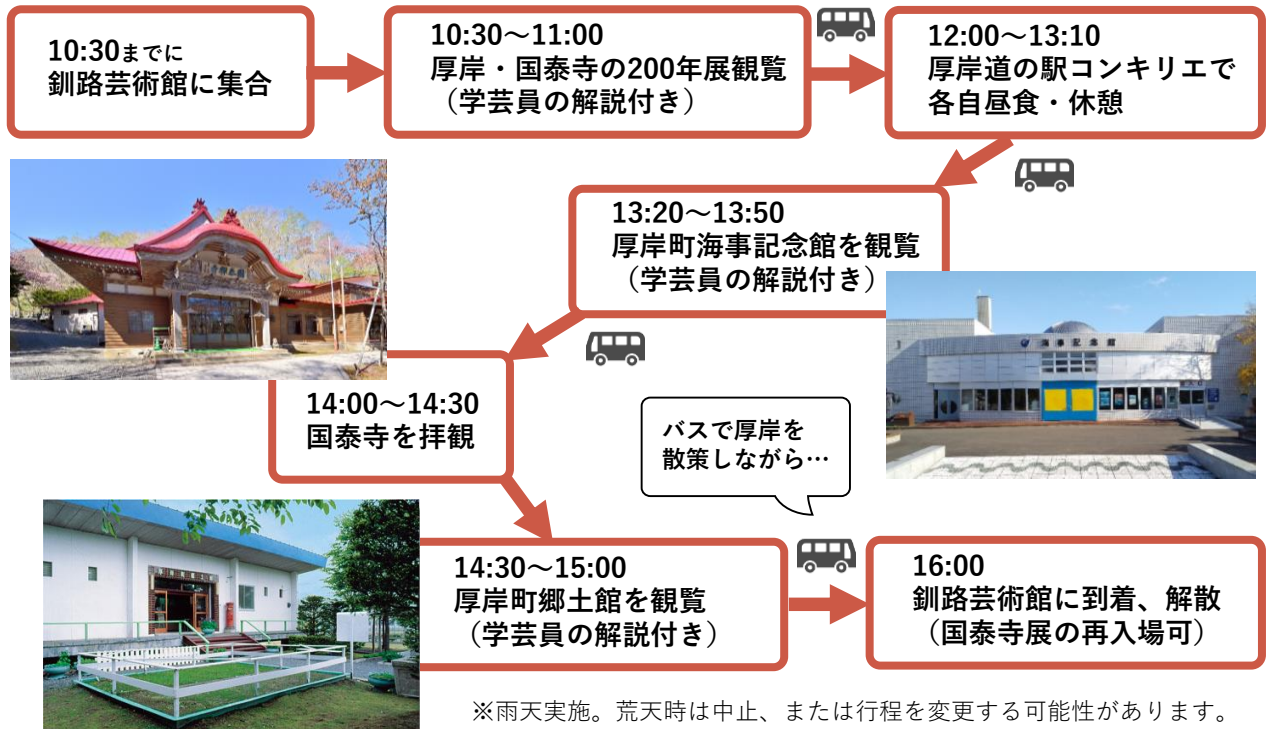 10:30までに
釧路芸術館に集合
10:30～11:00
厚岸・国泰寺の200年展観覧
（学芸員の解説付き）
12:00～13:10
厚岸道の駅コンキリエで
各自昼食・休憩
13:20～13:50
厚岸町海事記念館を観覧
（学芸員の解説付き）
海事記念館
14:00～14:30
国泰寺を拝観
バスで厚岸を
散策しながら…
14:30～15:00
厚岸町郷土館を観覧
（学芸員の解説付き）
16:00
釧路芸術館に到着、解散
（国泰寺展の再入場可）
※雨天実施。荒天時は中止、または行程を変更する可能性があります。